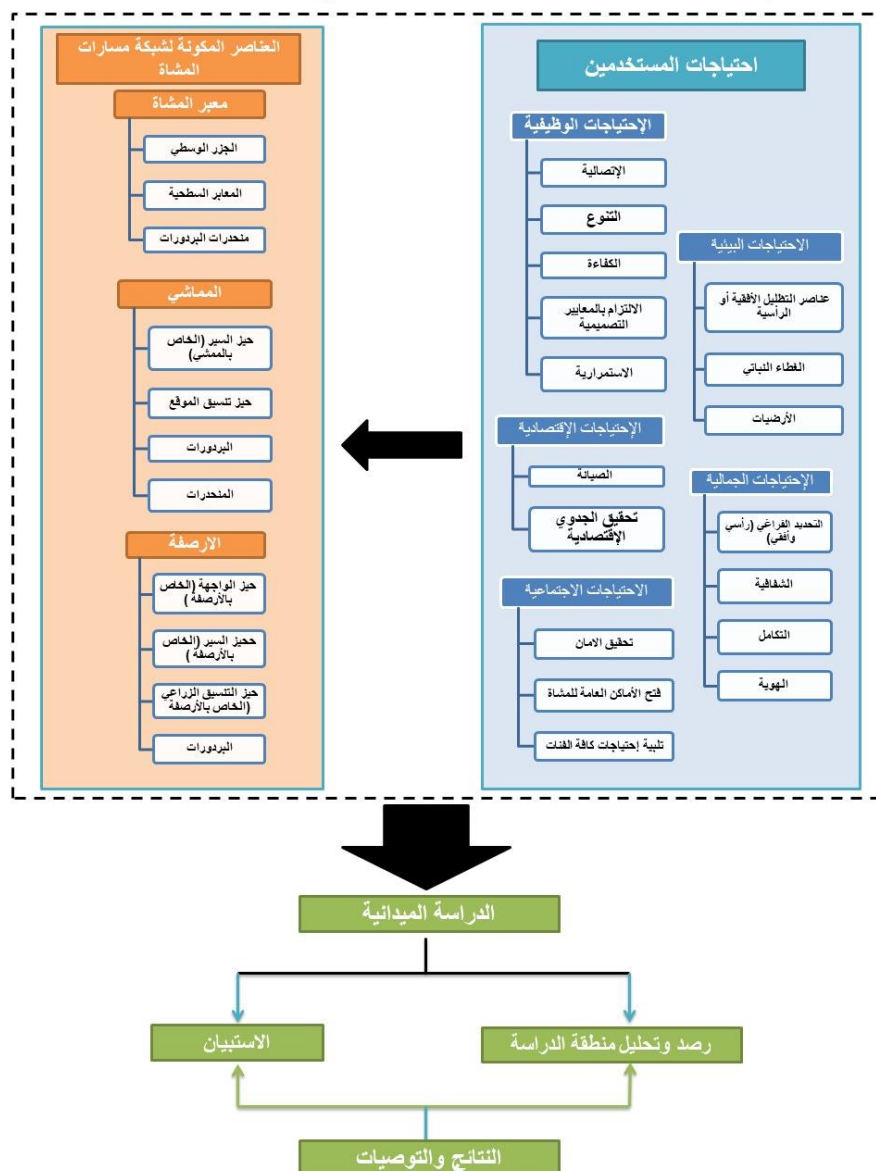 احتياجات المستخدمين
الإحتياجات الوظيفية
الإتصالية
التنوع
الكفاءة
الالتزام بالمعايير
التصميمية
الاستمرارية
الاحتياجات البيئية
عناصر التظليل الأفقية أو
الرأسية
الغطاء النباتي
الأرضيات
الإحتياجات الإقتصادية
الصيانة
تحقيق الجدوي
الإقتصادية
الإحتياجات الجمالية
التحديد الفراغي (رأسي
وأفقي)
الشفافية
التكامل
الهوية
الاحتياجات الاجتماعية
تحقيق الامان
فتح الأماكن العامة للمشاة
تلبية إحتياجات كافة الفئات
العناصر المكونة لشبكة مسارات
المشاة
معبر المشاة
الجزر الوسطي
المعابر السطحية
منحدرات البردورات
المماشي
حيز السير (الخاص
بالممشي)
حيز تنسيق الموقع
البردورات
المنحدرات
الارصفة
حيز الواجهة (الخاص
بالأرصفة )
ححيز السير (الخاص
بالأرصفة )
حيز التنسيق الزراعي
(الخاص بالأرصفة
البردورات
الدراسة الميدانية
رصد وتحليل منطقة الدراسة
الاستبيان
النتائج والتوصيات